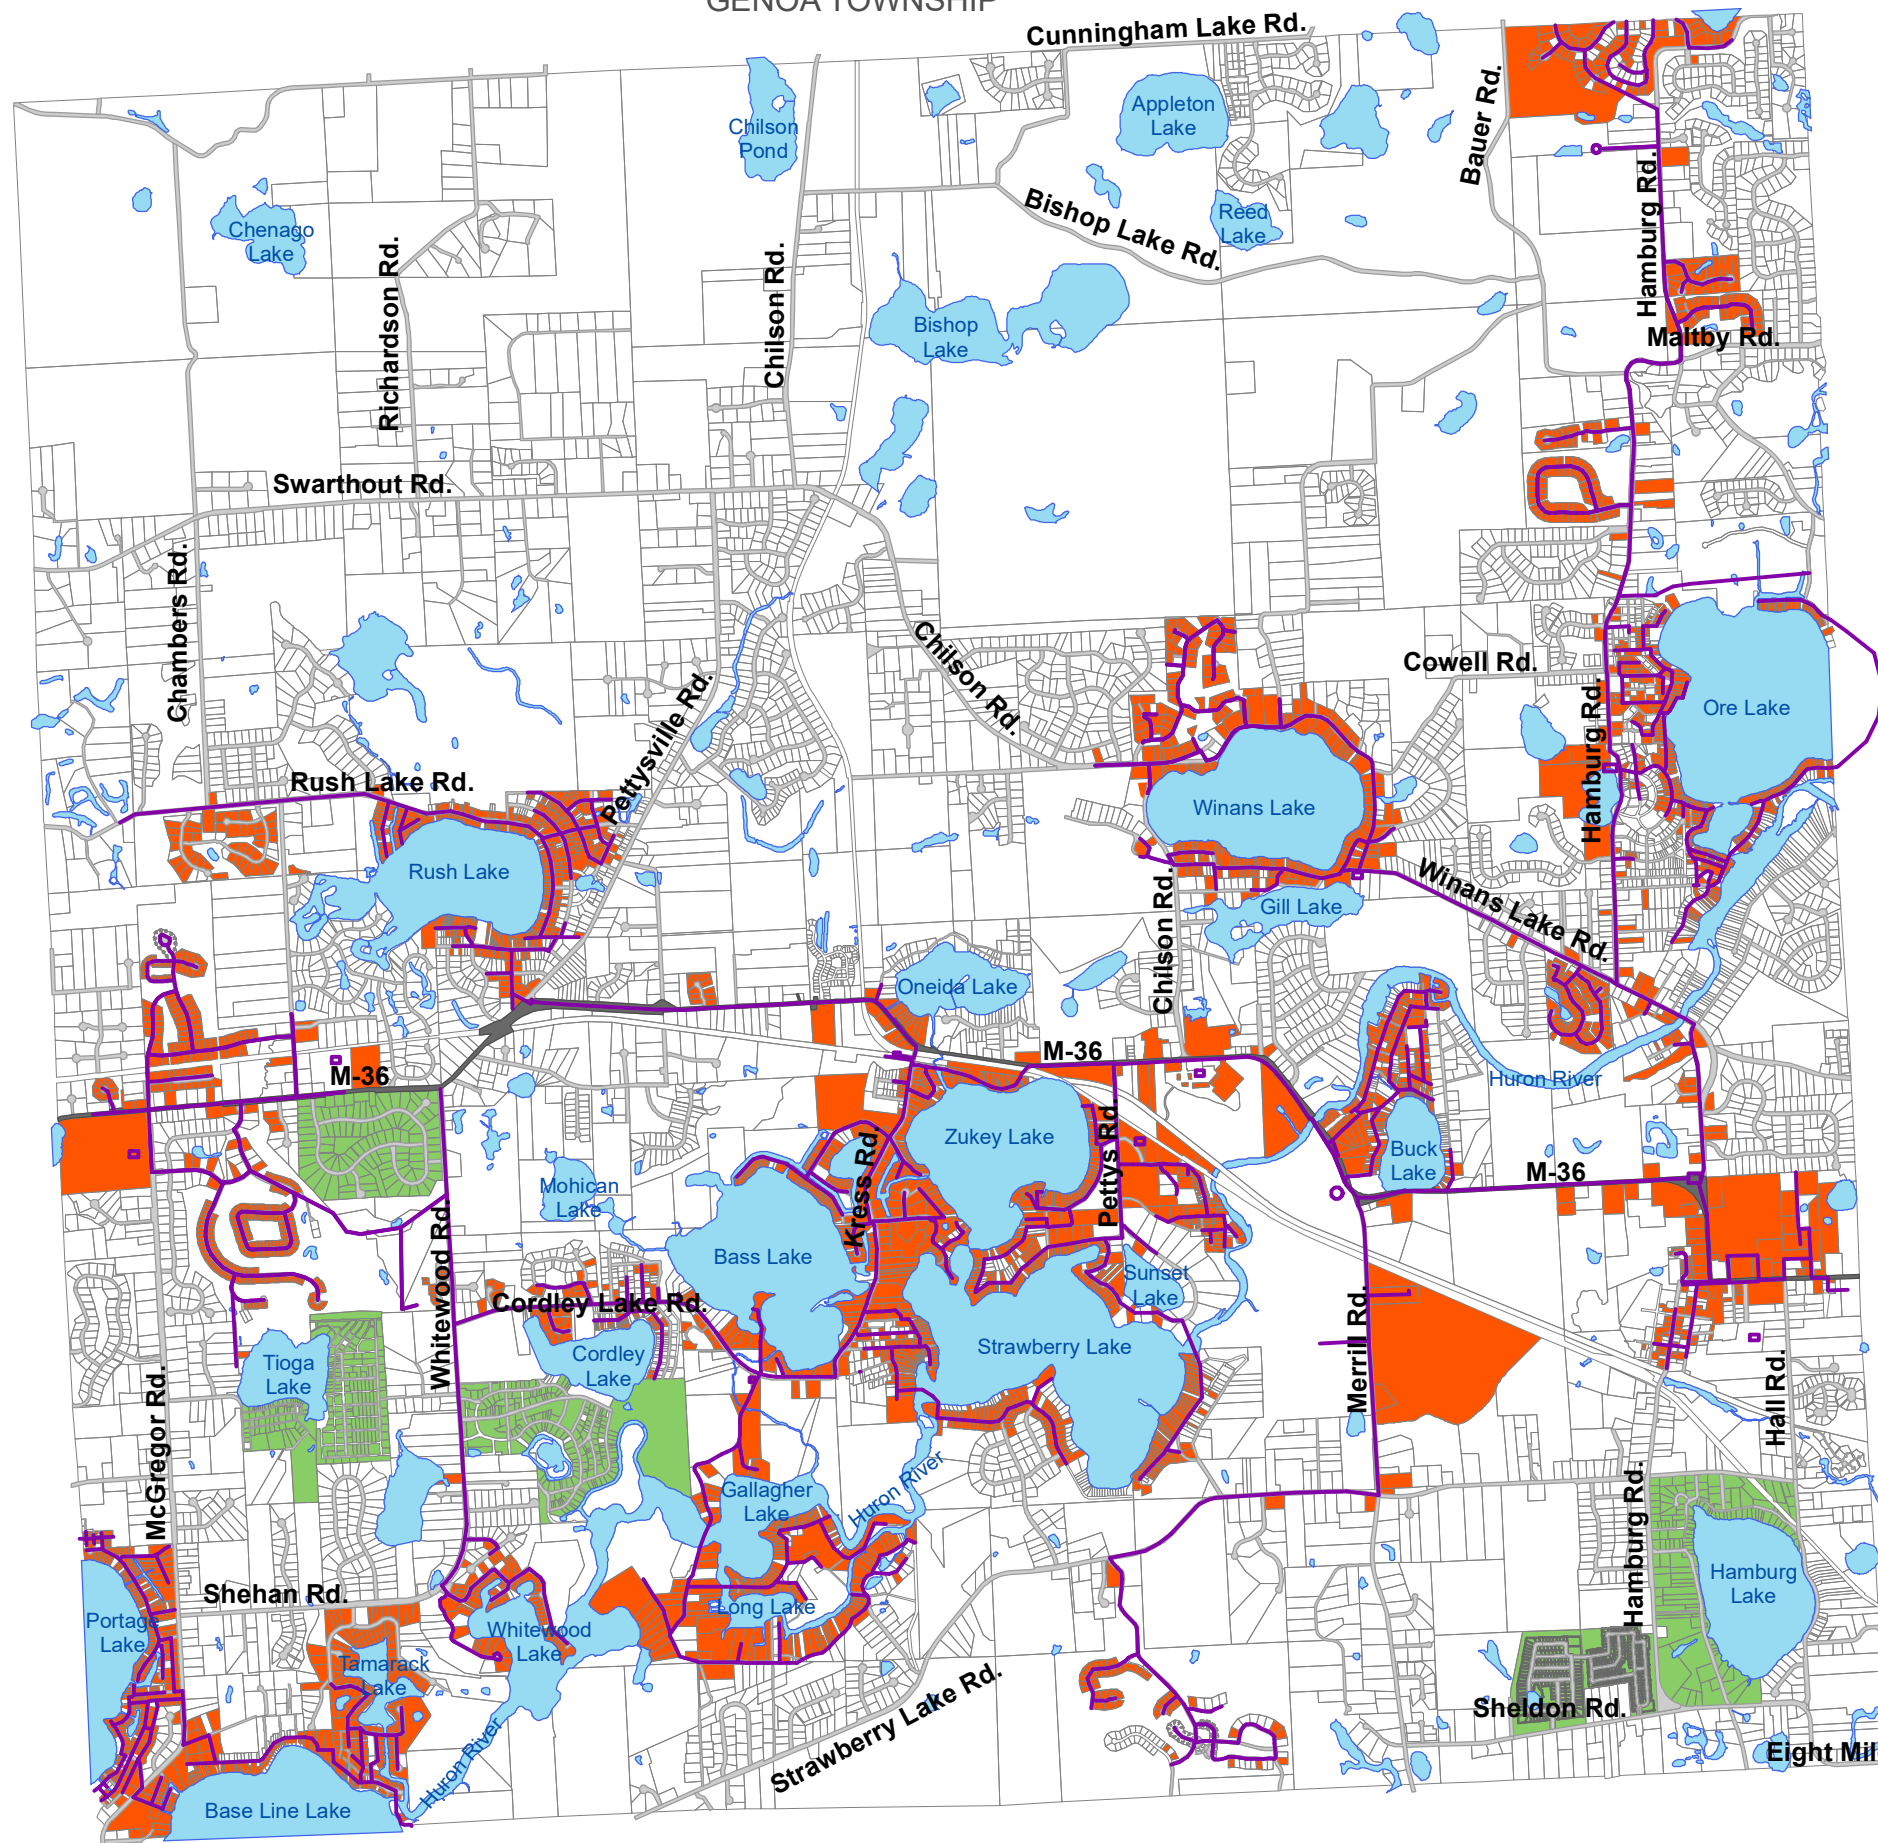 GENOA TOWNSHIP
Cunningham Lake Rd.
Bauer Rd.
Appleton
Lake
Chilson
Pond
Hamburg Rd.
Bishop Lake Rd.
Reed
Lake
Chenago
Lake
Richardson Rd.
Chilson Rd.
Bishop
Lake
Maltby Rd.
Swarthout Rd.
Chambers Rd.
Chilson Rd.
Cowell Rd.
Pettysville Rd.
Hamburg Rd.
Ore Lake
Rush Lake Rd.
Winans Lake
Rush Lake
Winans Lake Rd.
Gill Lake
Chilson Rd.
Oneida Lake
M-36
M-36
Huron River
Zukey Lake
Pettys Rd.
Kress Rd.
Buck
Lake
M-36
Mohican
Lake
Whitewood Rd.
Bass Lake
Sunset
Lake
Cordley Lake Rd.
Strawberry Lake
Cordley
Lake
Tioga
Lake
Merrill Rd.
Hall Rd.
McGregor Rd.
Gallagher
Lake
Huron River
Hamburg Rd.
Hamburg
Lake
Shehan Rd.
Portage
Lake
Long Lake
Whitewood
Lake
Tamarack
Lake
Strawberry Lake Rd.
Sheldon Rd.
Eight Mil
Huron River
Base Line Lake